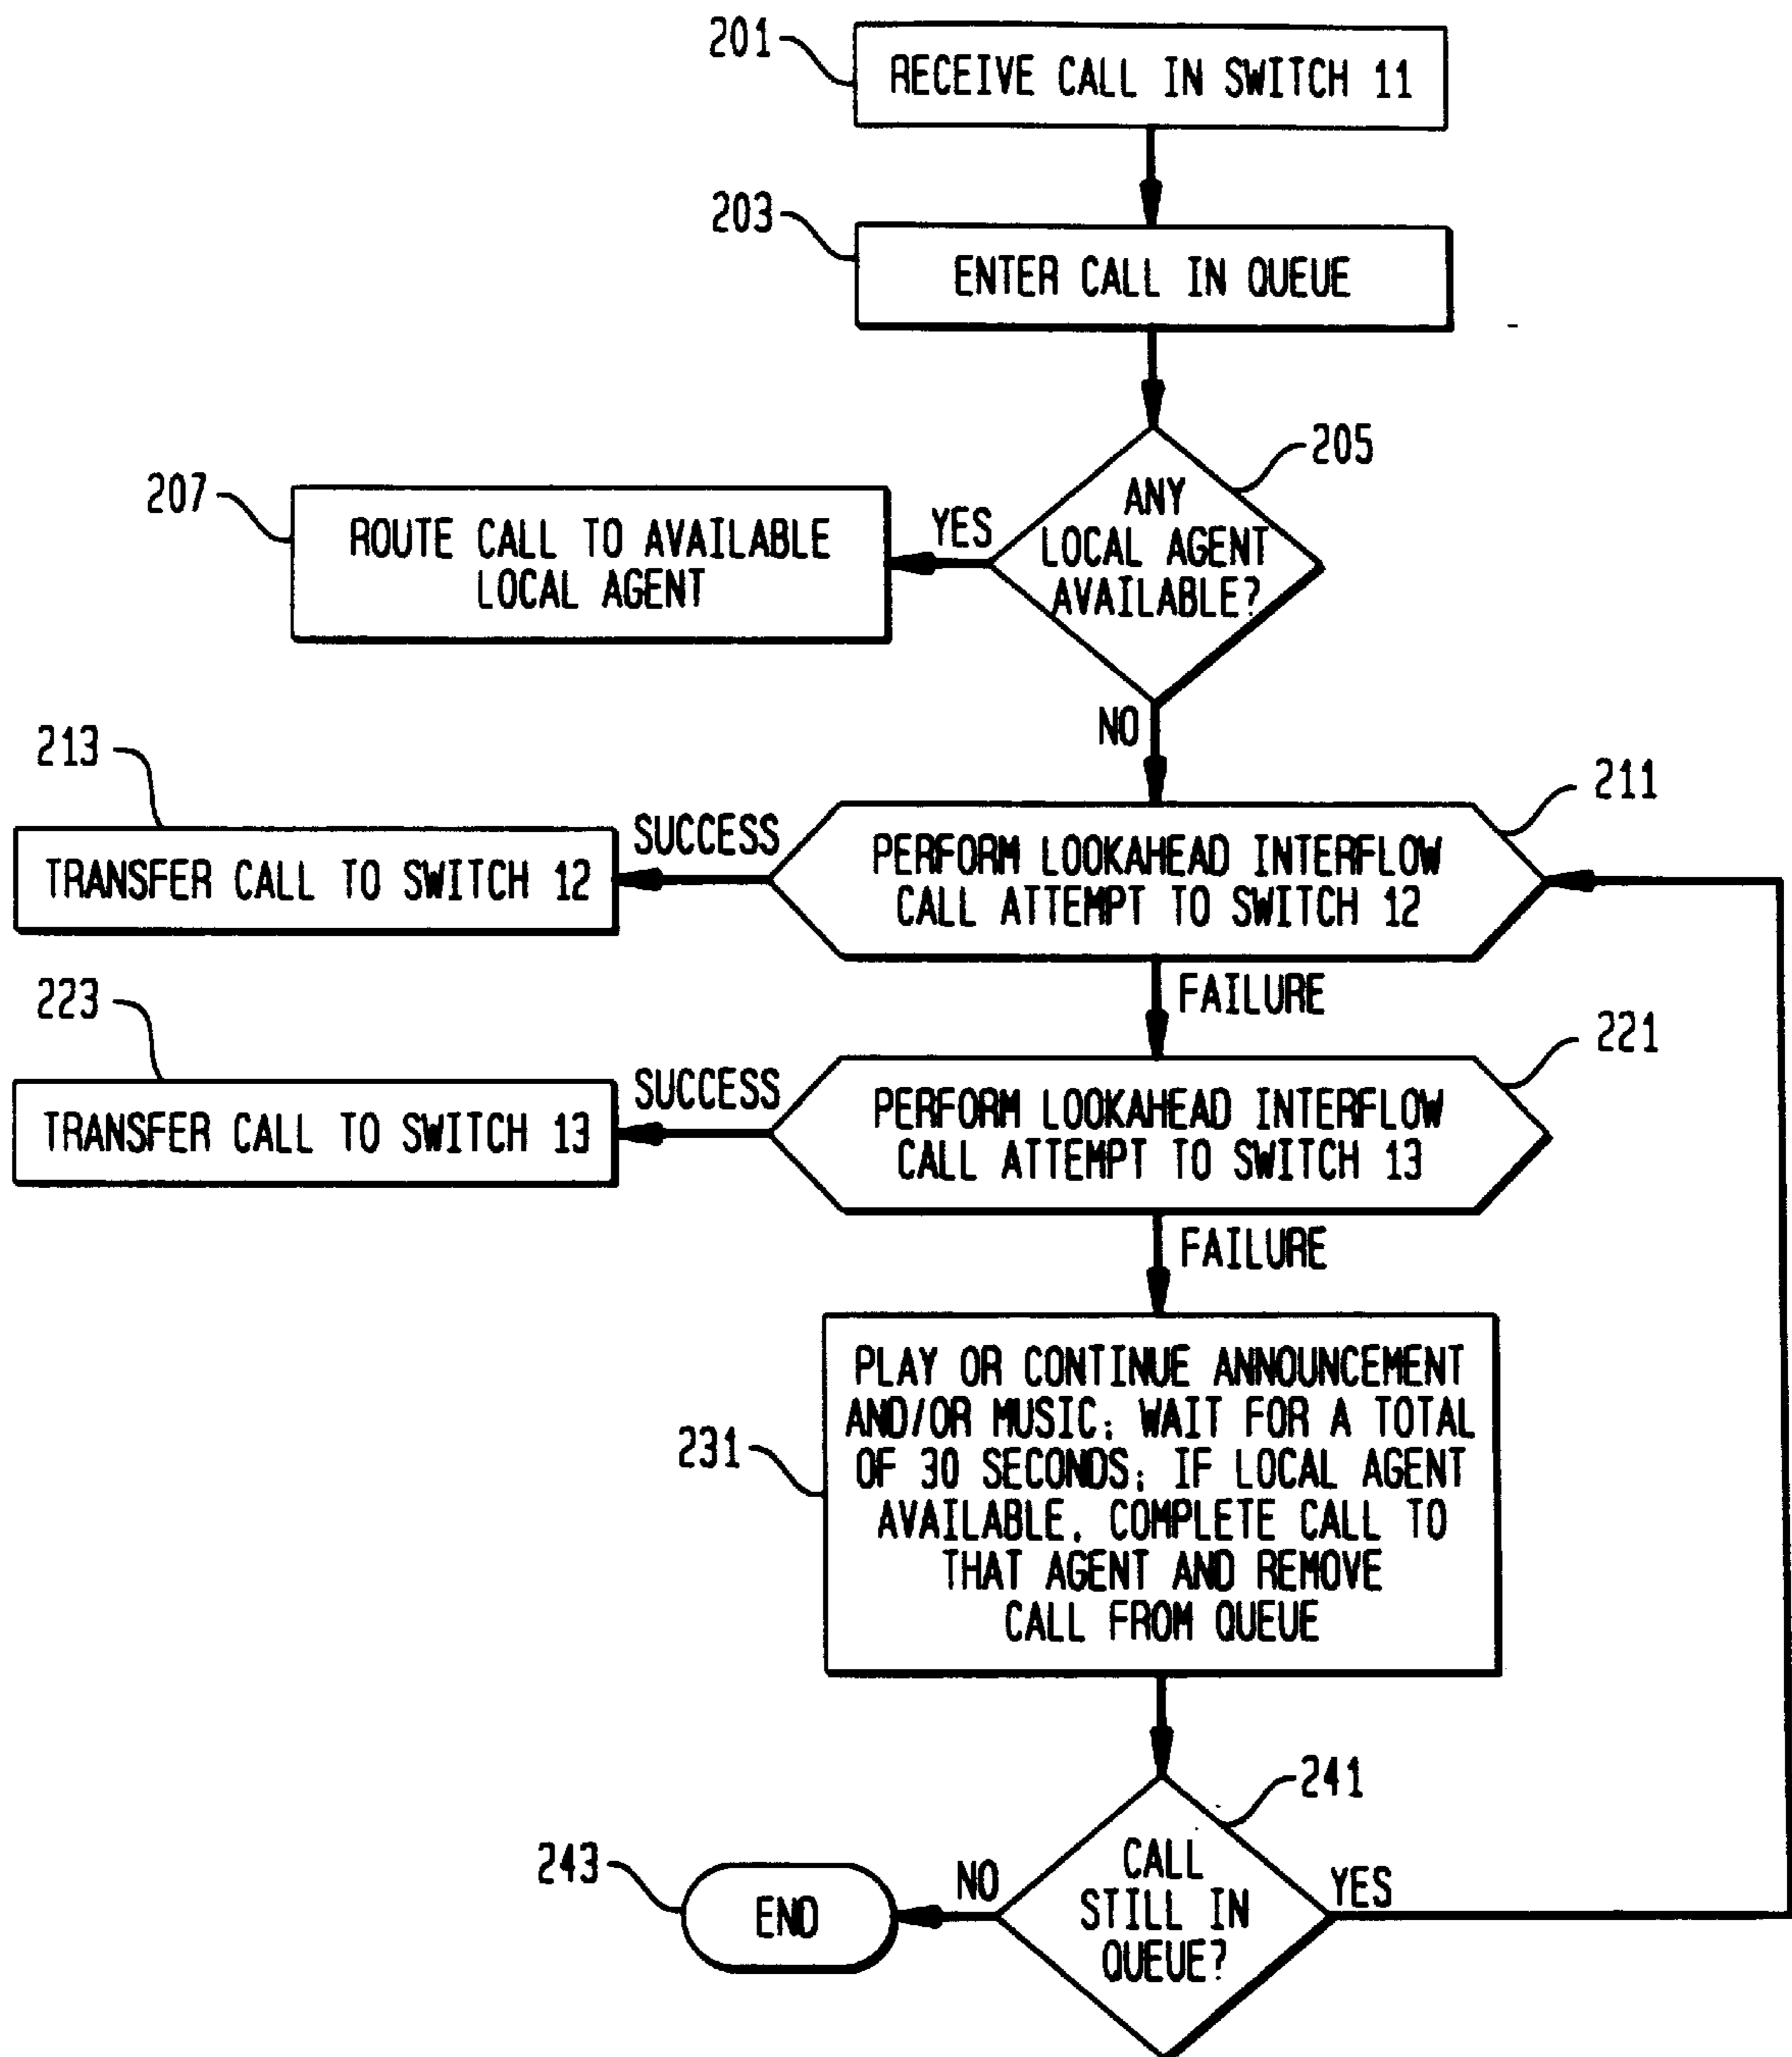 201
RECEIVE CALL IN SWITCH 11
203
ENTER CALL IN QUEUE
205
ANY
LOCAL AGENT
AVAILABLE?
YES
207
ROUTE CALL TO AVAILABLE
LOCAL AGENT
NO
211
PERFORM LOOKAHEAD INTERFLOW
CALL ATTEMPT TO SWITCH 12
SUCCESS
213
TRANSFER CALL TO SWITCH 12
FAILURE
221
PERFORM LOOKAHEAD INTERFLOW
CALL ATTEMPT TO SWITCH 13
SUCCESS
223
TRANSFER CALL TO SWITCH 13
FAILURE
231
PLAY OR CONTINUE ANNOUNCEMENT
AND/OR MUSIC; WAIT FOR A TOTAL
OF 30 SECONDS; IF LOCAL AGENT
AVAILABLE, COMPLETE CALL TO
THAT AGENT AND REMOVE
CALL FROM QUEUE
241
CALL
STILL IN
QUEUE?
YES
NO
243
END